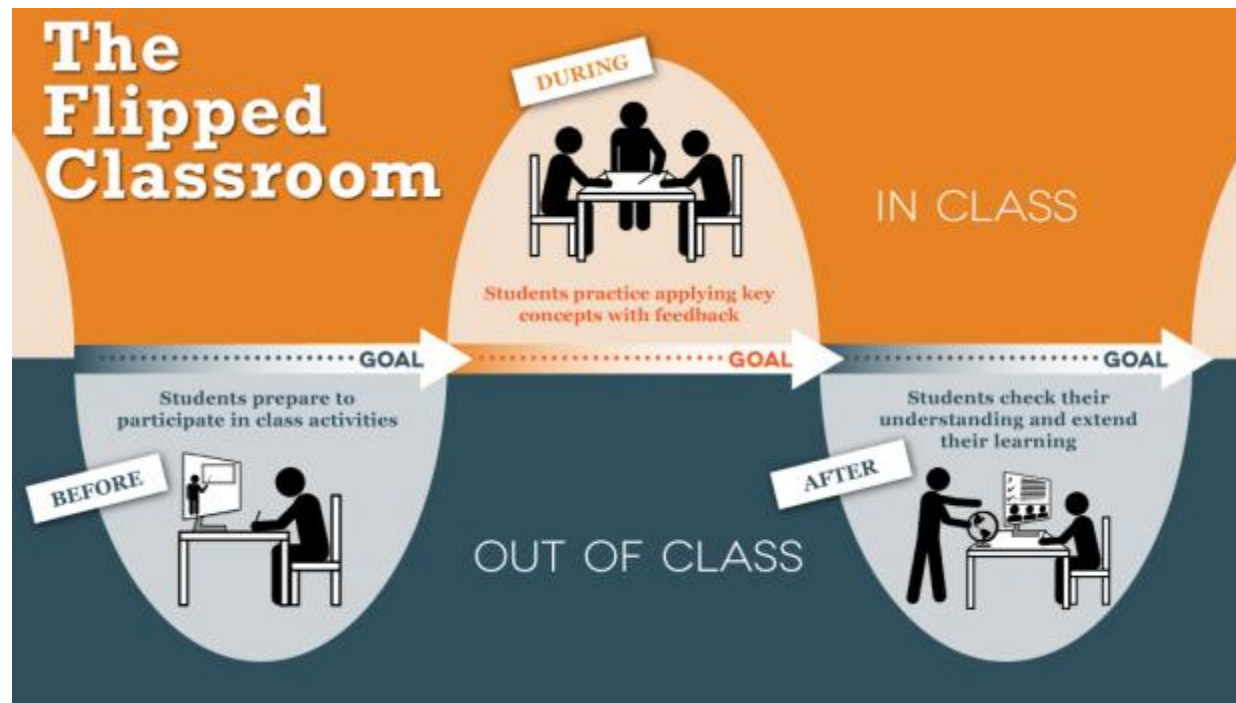 The
Flipped
Classroom
DURING
IN CLASS
Students practice applying key
concepts with feedback
GOAL
GOAL
GOAL
Students prepare to
participate in class activities
BEFORE
OUT OF CLASS
Students check their
understanding and extend
their learning
AFTER